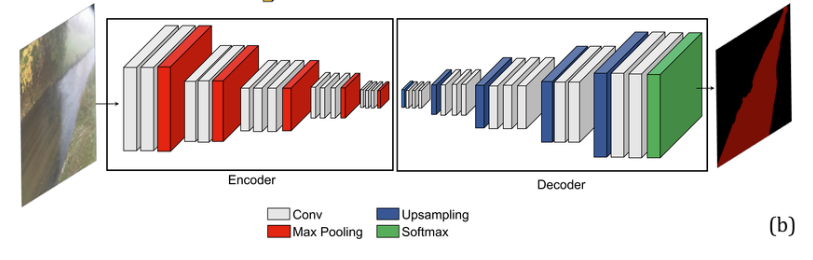 Encoder
Decoder
Conv
Upsampling
Max Pooling
Softmax
(b)